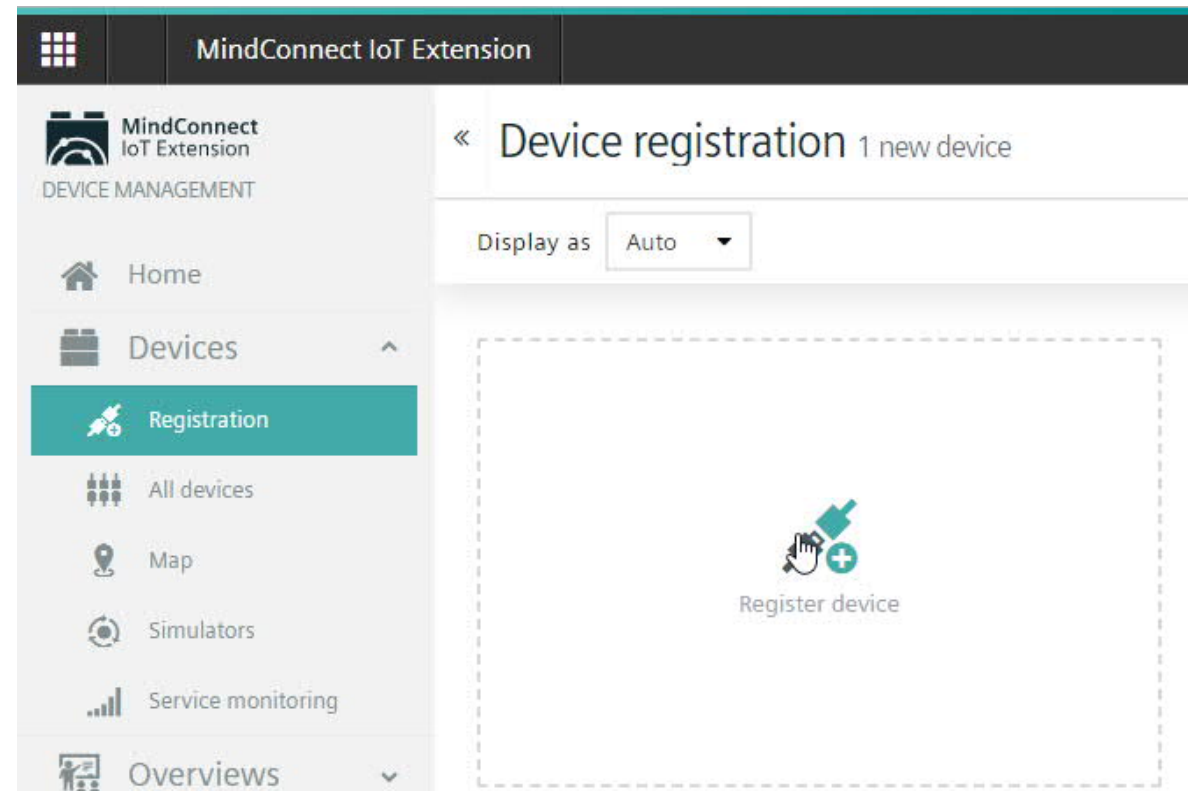 MindConnect IoT Extension
MindConnect
IoT Extension
DEVICE MANAGEMENT
Home
Devices
Registration
All devices
Map
Simulators
Service monitoring
Overviews
« Device registration 1 new device
Display as Auto
Register device